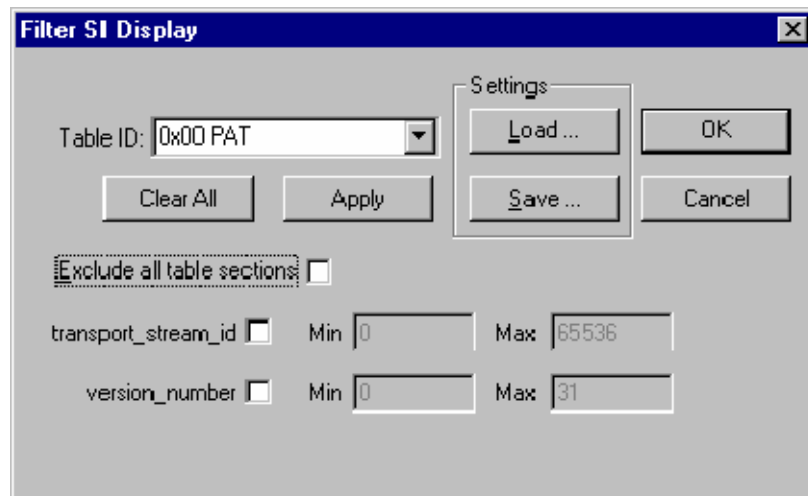 Filter SI Display
Settings
Table ID: 0x00 PAT Load ... OK
Clear All Apply Save ... Cancel
Exclude all table sections
transport_stream_id Min 0 Max 65536
version_number Min 0 Max 31